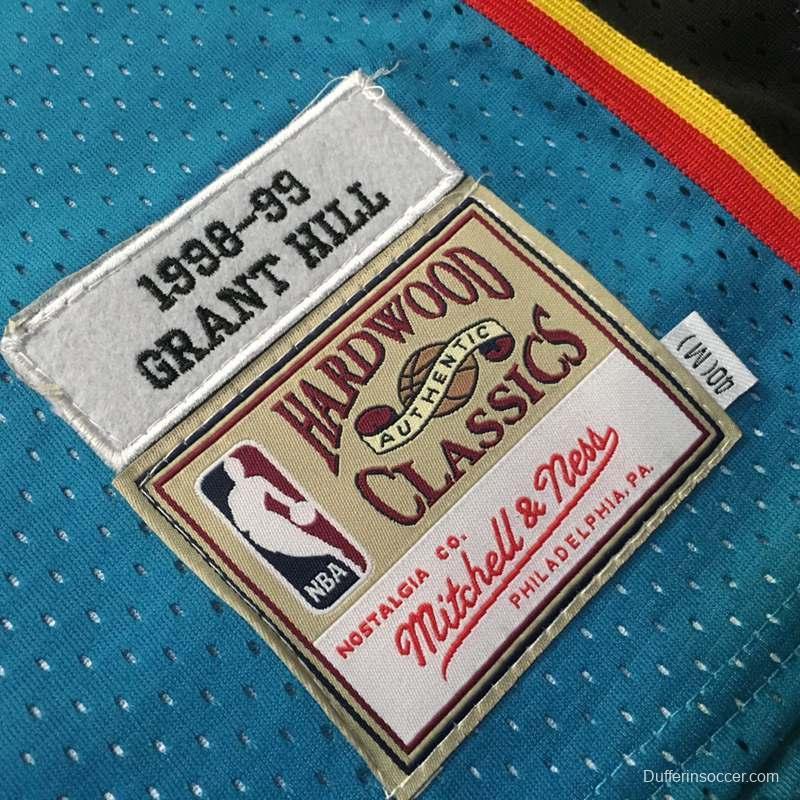 1998-99
GRANT HILL
HARDWOOD
AUTHENTIC
CLASSICS
NBA
NOSTALGIA CO.
Mitchell & Ness
PHILADELPHIA, PA.
40(M)
Dufferinsoccer.com